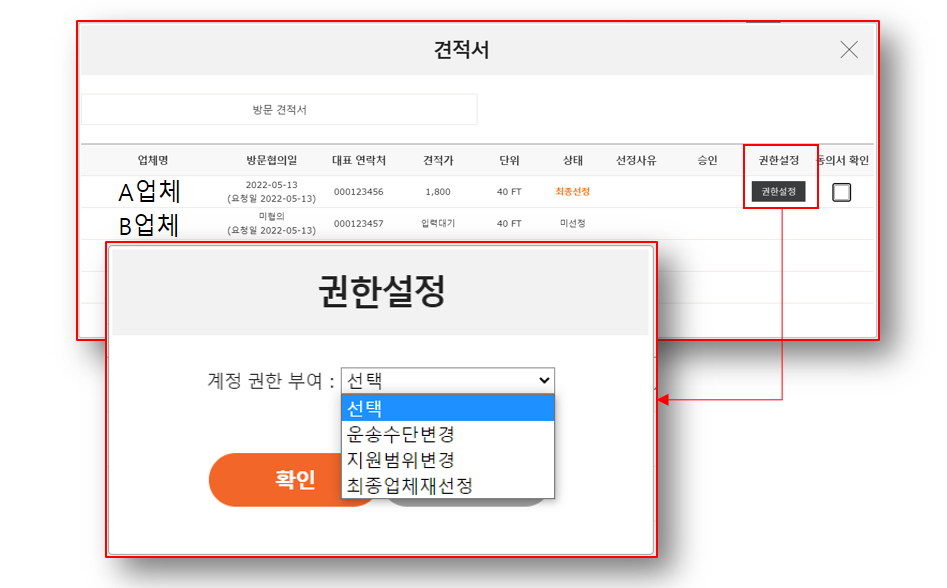 견적서
방문 견적서
업체명 방문협의일 대표 연락처 견적가 단위 상태 선정사유 승인 권한설정 동의서 확인
A업체 2022-05-13 (요청일 2022-05-13) 000123456 1,800 40 FT 최종선정 권한설정
B업체 미협의 (요청일 2022-05-13) 000123457 입력대기 40 FT 미선정
권한설정
계정 권한 부여 : 선택
선택
운송수단변경
지원범위변경
최종업체재선정
확인